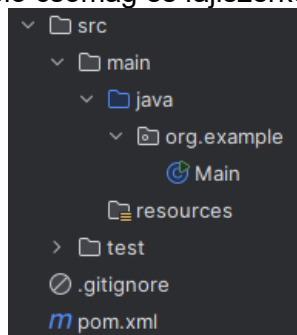 src
main
java
org.example
Main
resources
test
.gitignore
m pom.xml